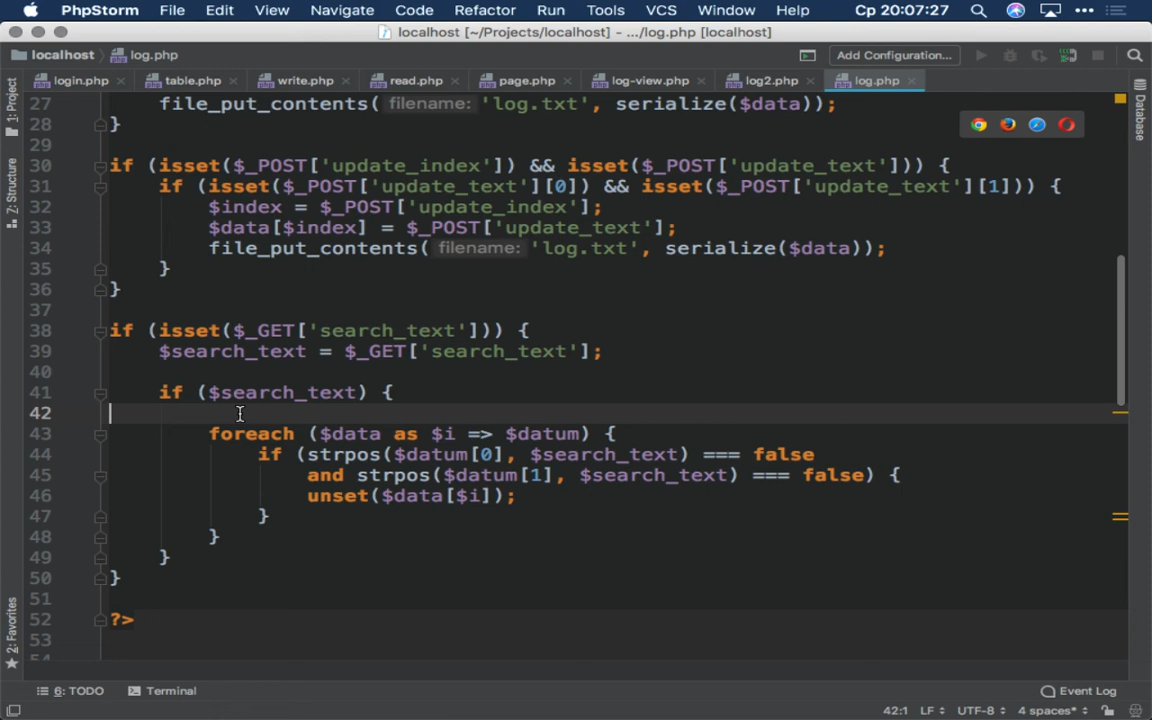 PhpStorm File Edit View Navigate Code Refactor Run Tools VCS Window Help Ср 20:07:27
localhost [~/Projects/localhost] - .../log.php [localhost]
localhost log.php Add Configuration...
login.php table.php write.php read.php page.php log-view.php log2.php log.php
1: Project
7: Structure
2: Favorites
Database
27 file_put_contents( filename: 'log.txt', serialize($data));
28 }
29
30 if (isset($_POST['update_index']) && isset($_POST['update_text'])) {
31 if (isset($_POST['update_text'][0]) && isset($_POST['update_text'][1])) {
32 $index = $_POST['update_index'];
33 $data[$index] = $_POST['update_text'];
34 file_put_contents( filename: 'log.txt', serialize($data));
35 }
36 }
37
38 if (isset($_GET['search_text'])) {
39 $search_text = $_GET['search_text'];
40
41 if ($search_text) {
42
43 foreach ($data as $i => $datum) {
44 if (strpos($datum[0], $search_text) === false
45 and strpos($datum[1], $search_text) === false) {
46 unset($data[$i]);
47 }
48 }
49 }
50 }
51
52 ?>
53
54
6: TODO Terminal Event Log
42:1 LF UTF-8 4 spaces*